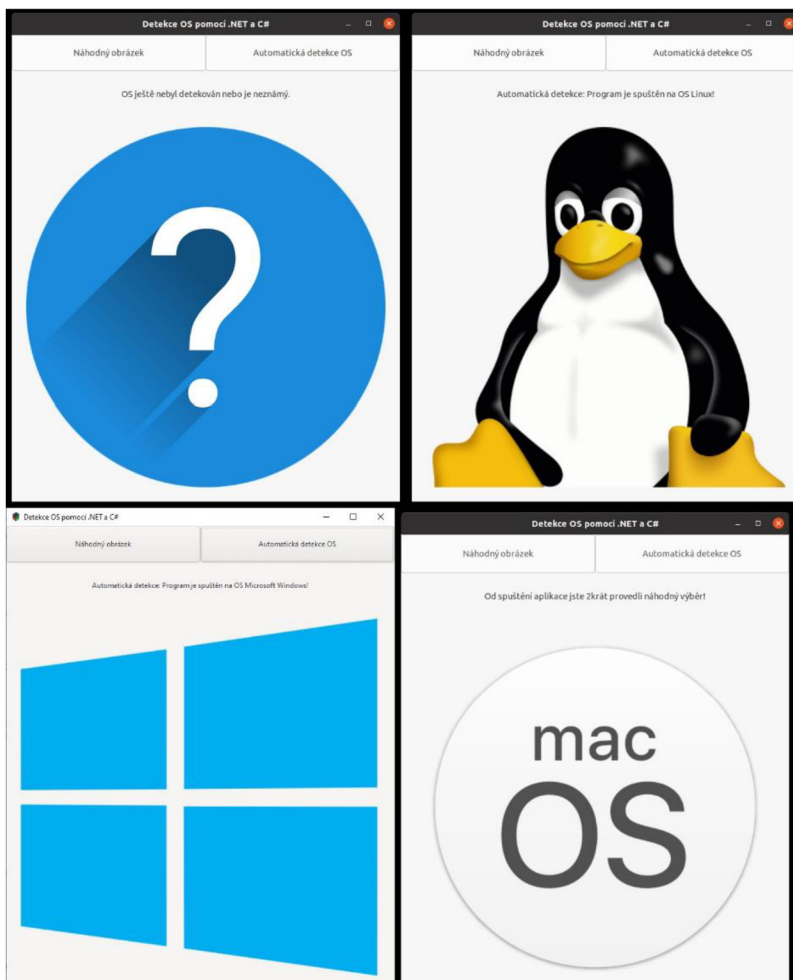 Detekce OS pomocí .NET a C#
Náhodný obrázek
Automatická detekce OS
OS ještě nebyl detekován nebo je neznámý.
?
Detekce OS pomocí .NET a C#
Náhodný obrázek
Automatická detekce OS
Automatická detekce: Program je spuštěn na OS Linux!
Detekce OS pomocí .NET a C#
Náhodný obrázek
Automatická detekce OS
Automatická detekce: Program je spuštěn na OS Microsoft Windows!
Detekce OS pomocí .NET a C#
Náhodný obrázek
Automatická detekce OS
Od spuštění aplikace jste 2krát provedli náhodný výběr!
mac
OS